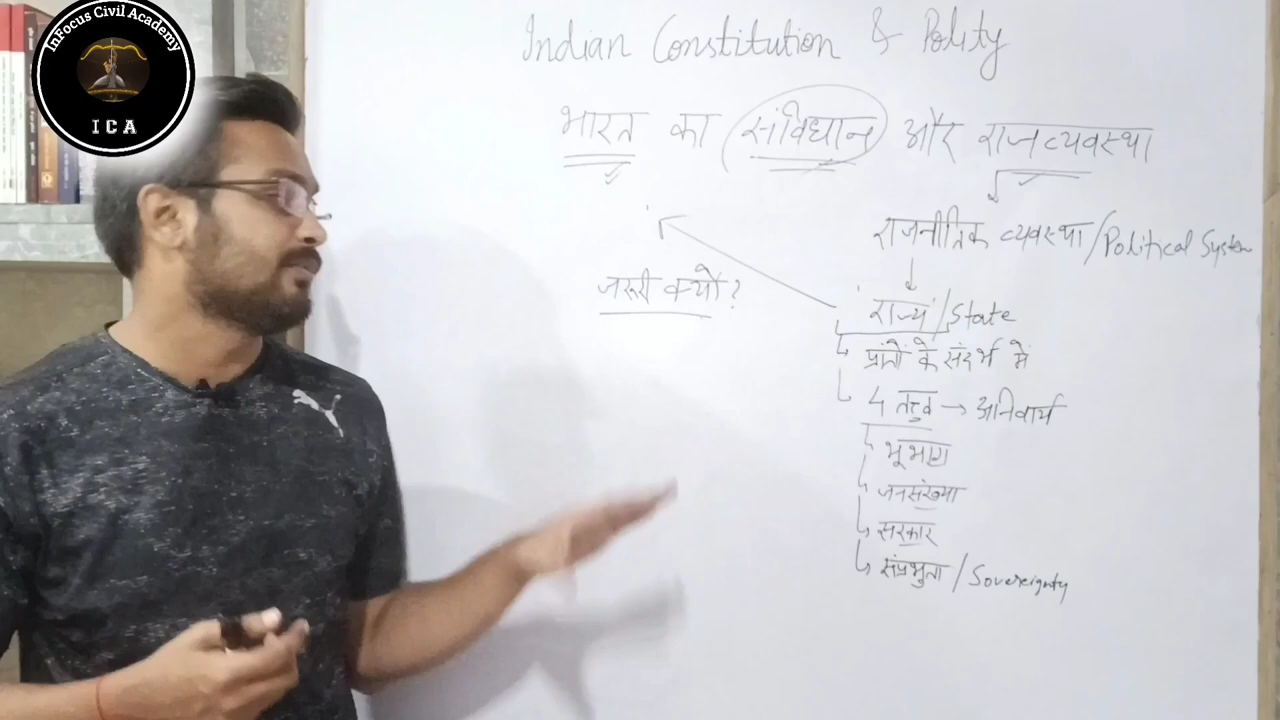 InFocus Civil Academy
ICA
Indian Constitution & Polity
भारत का संविधान और राजव्यवस्था
राजनीतिक व्यवस्था/Political System
जरूरी क्यों?
राज्य/State
प्रांतों के संदर्भ में
4 तत्त्व → अनिवार्य
भूभाग
जनसंख्या
सरकार
संप्रभुता/Sovereignty